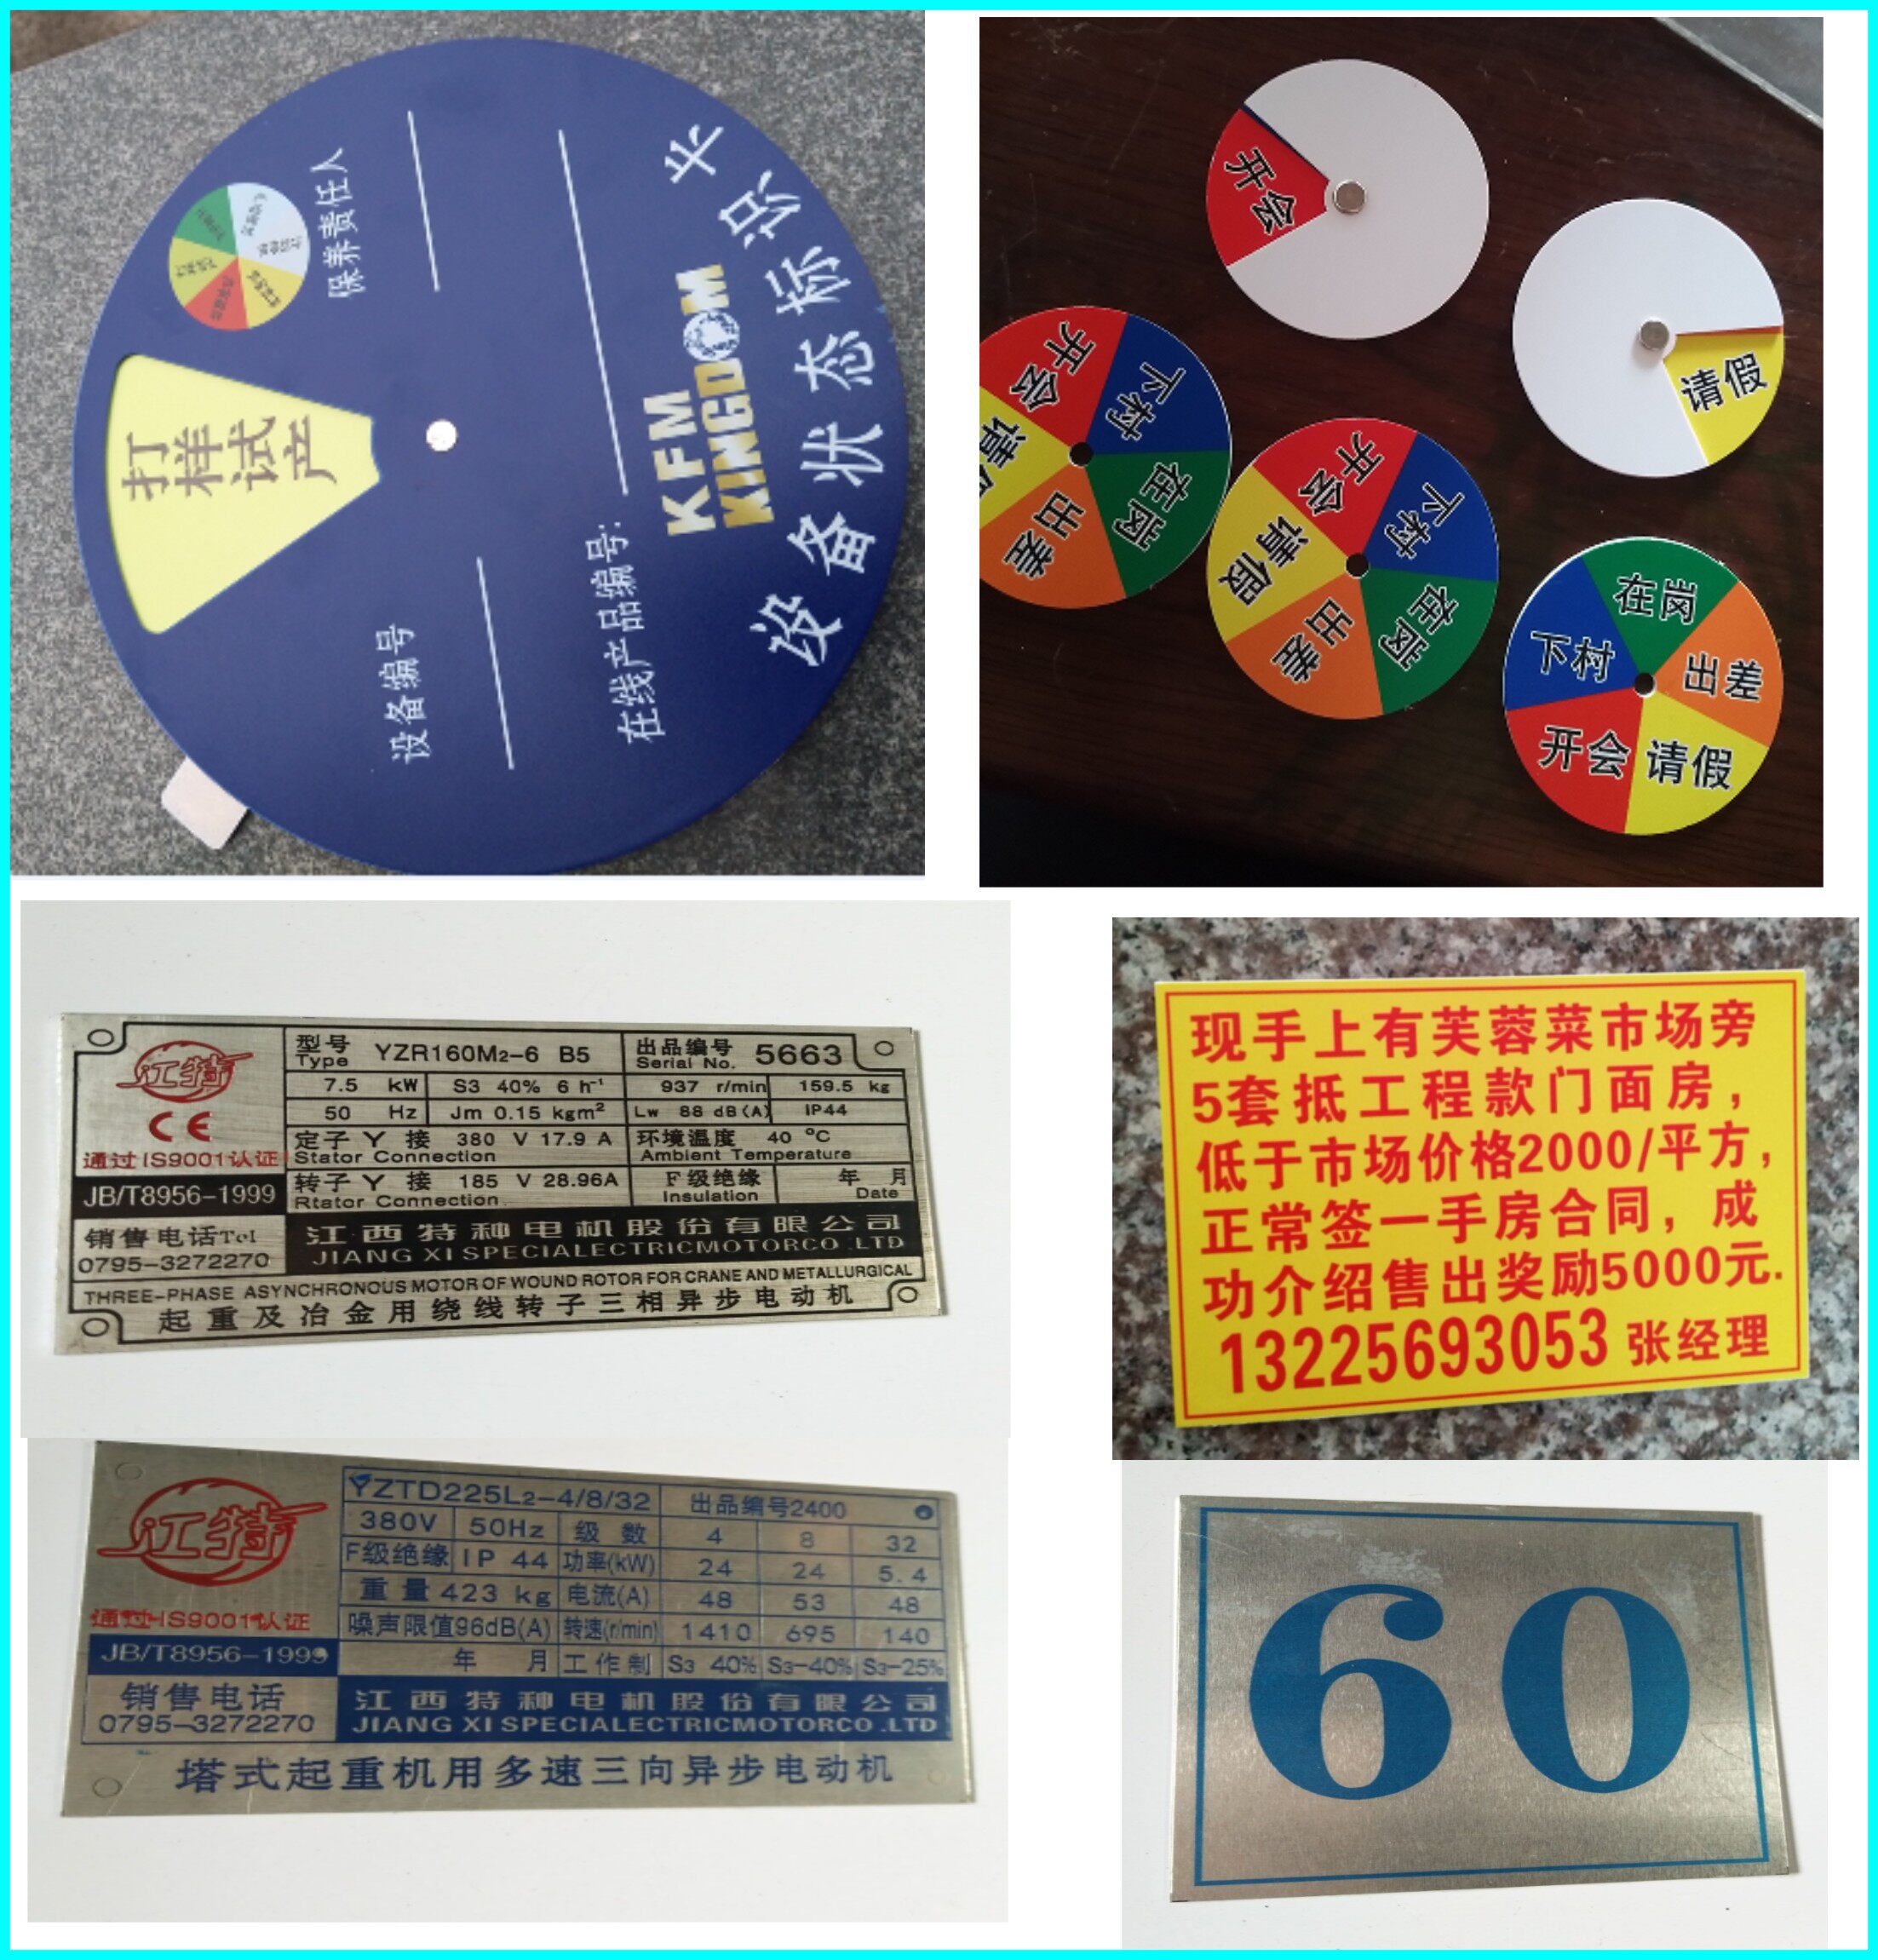 设备状态标识卡
KFM
KINGDOM
在线产品编号:
设备编号
保养责任人
打样试产
开会
请假
开会
下村
在岗
出差
开会
下村
在岗
出差
请假
在岗
出差
请假
开会
下村
江特
CE
通过IS9001认证
JB/T8956-1999
销售电话Tel
0795-3272270
型号 YZR160M2-6 B5 出品编号 5663
Type Serial No.
7.5 kW S3 40% 6 h⁻¹ 937 r/min 159.5 kg
50 Hz Jm 0.15 kgm² Lw 88 dB(A) IP44
定子 Y 接 380 V 17.9 A 环境温度 40 °C
Stator Connection Ambient Temperature
转子 Y 接 185 V 28.96A F级绝缘 年 月
Rtator Connection Insulation Date
江西特种电机股份有限公司
JIANG XI SPECIALECTRICMOTORCO.LTD
THREE-PHASE ASYNCHRONOUS MOTOR OF WOUND ROTOR FOR CRANE AND METALLURGICAL
起重及冶金用绕线转子三相异步电动机
现手上有芙蓉菜市场旁
5套抵工程款门面房,
低于市场价格2000/平方,
正常签一手房合同,成
功介绍售出奖励5000元.
13225693053 张经理
江特
通过IS9001认证
JB/T8956-1999
销售电话
0795-3272270
YZTD225L2-4/8/32 出品编号2400
380V 50Hz 级数 4 8 32
F级绝缘 IP 44 功率(kW) 24 24 5.4
重量 423 kg 电流(A) 48 53 48
噪声限值96dB(A) 转速(r/min) 1410 695 140
年 月 工作制 S3 40% S3-40% S3-25%
江西特种电机股份有限公司
JIANG XI SPECIALECTRICMOTORCO.LTD
塔式起重机用多速三向异步电动机
60